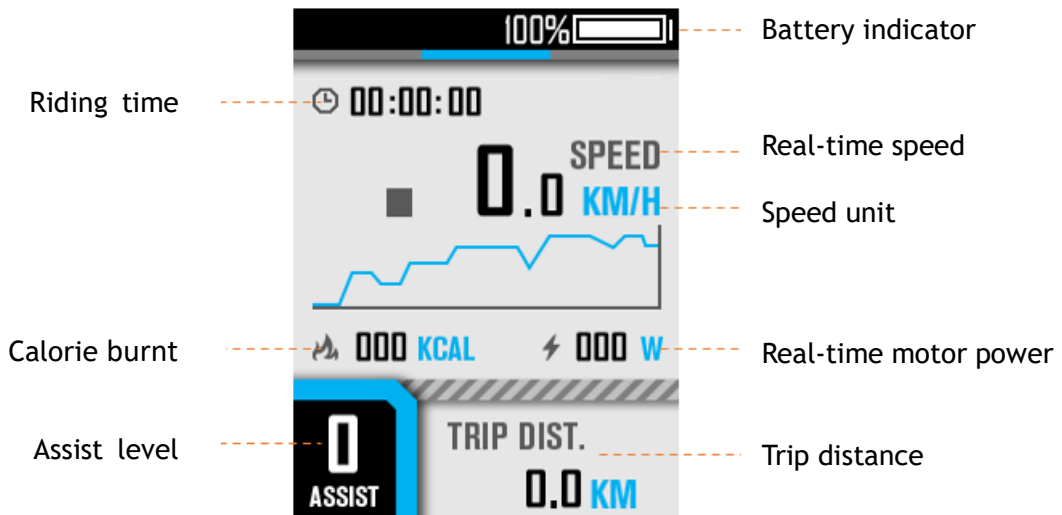 100%
Battery indicator
Riding time
00:00:00
SPEED
Real-time speed
0.0
KM/H
Speed unit
Calorie burnt
000 KCAL
000 W
Real-time motor power
Assist level
0
ASSIST
TRIP DIST.
0.0 KM
Trip distance